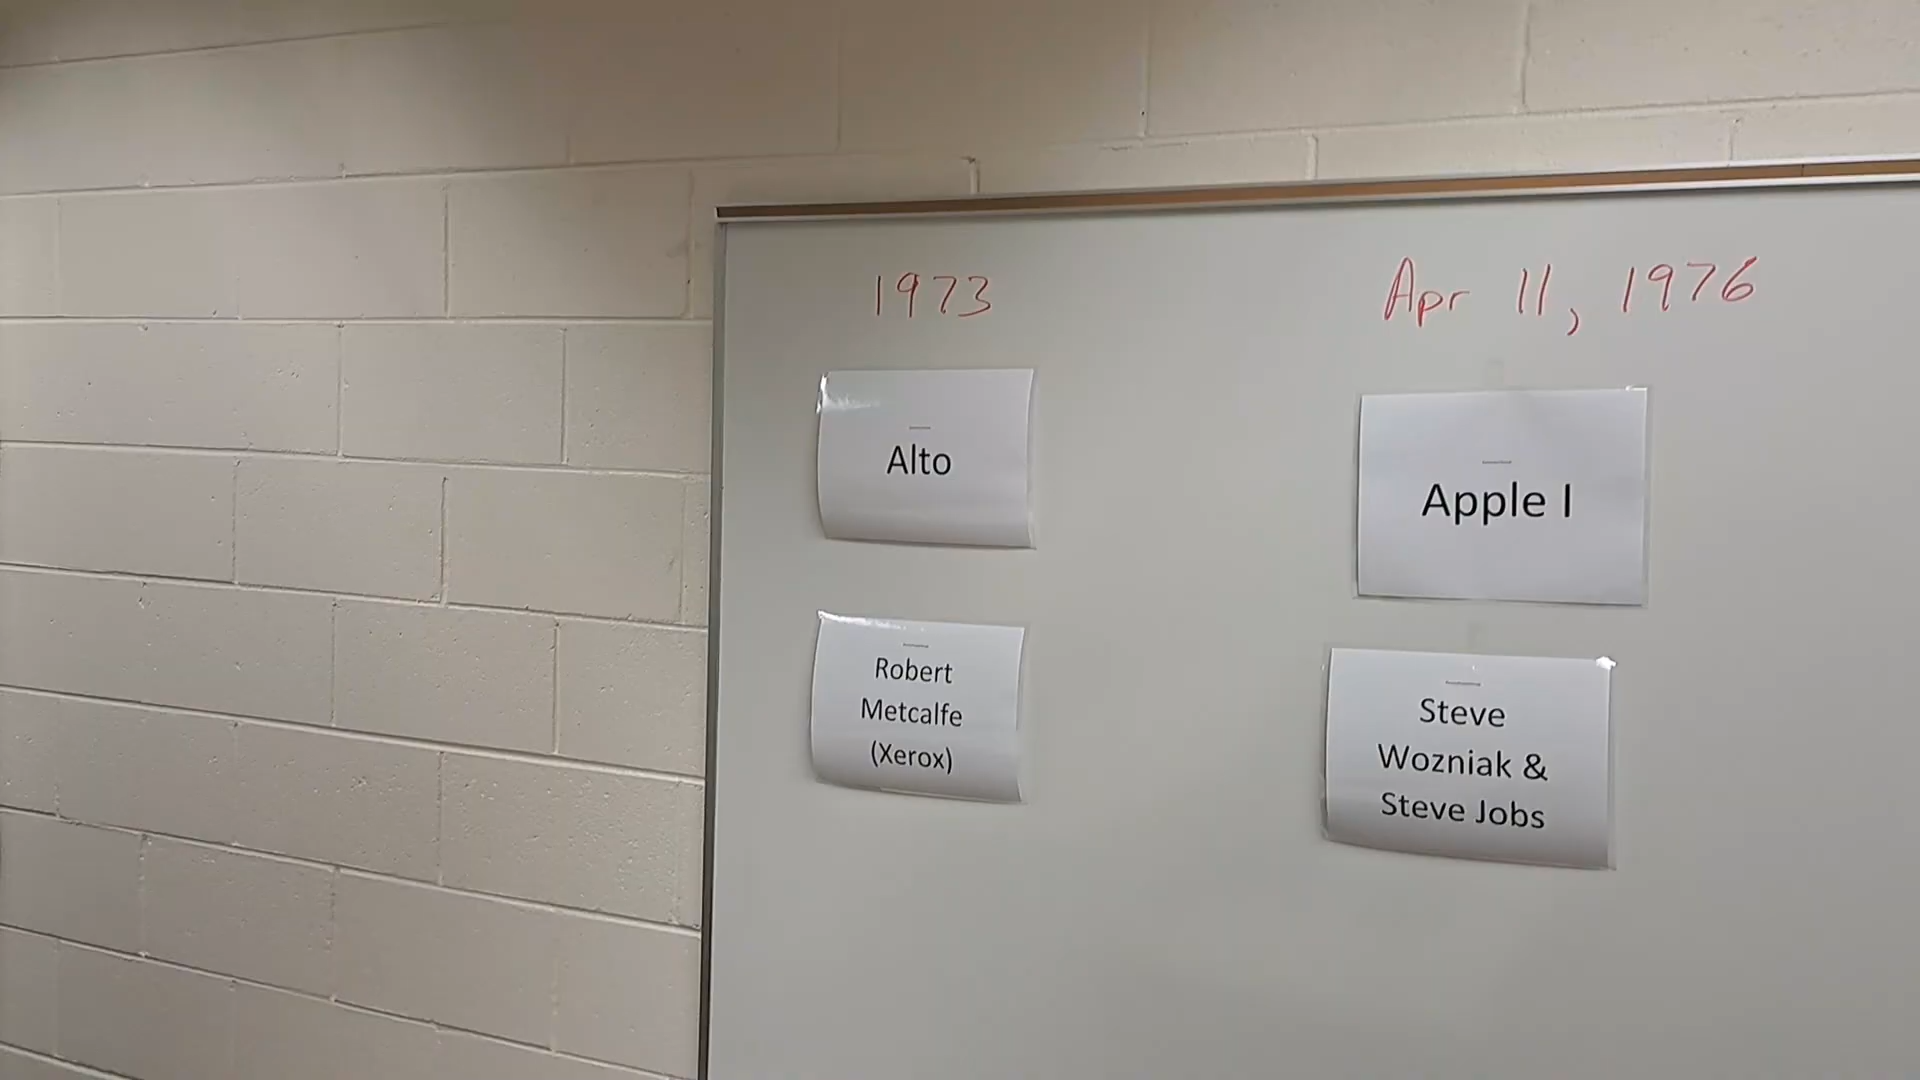 1973
Apr 11, 1976
Alto
Apple I
Robert
Metcalfe
(Xerox)
Steve
Wozniak &
Steve Jobs